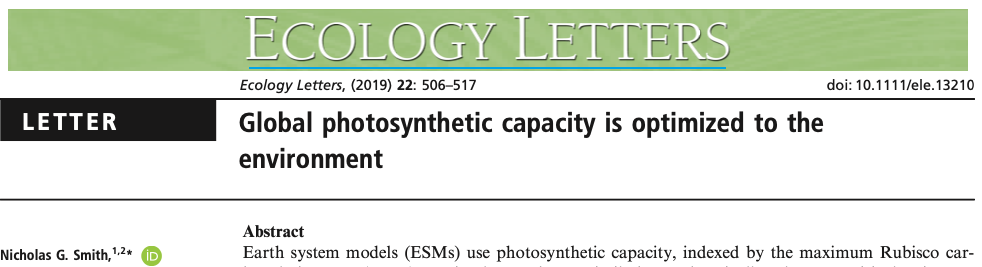 ECOLOGY LETTERS
Ecology Letters, (2019) 22: 506–517
doi: 10.1111/ele.13210
LETTER
Global photosynthetic capacity is optimized to the
environment
Nicholas G. Smith,1,2*
iD
Abstract
Earth system models (ESMs) use photosynthetic capacity, indexed by the maximum Rubisco car-